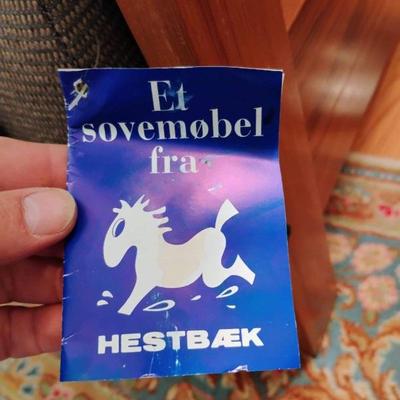 Et
sovemøbel
fra
HESTBÆK